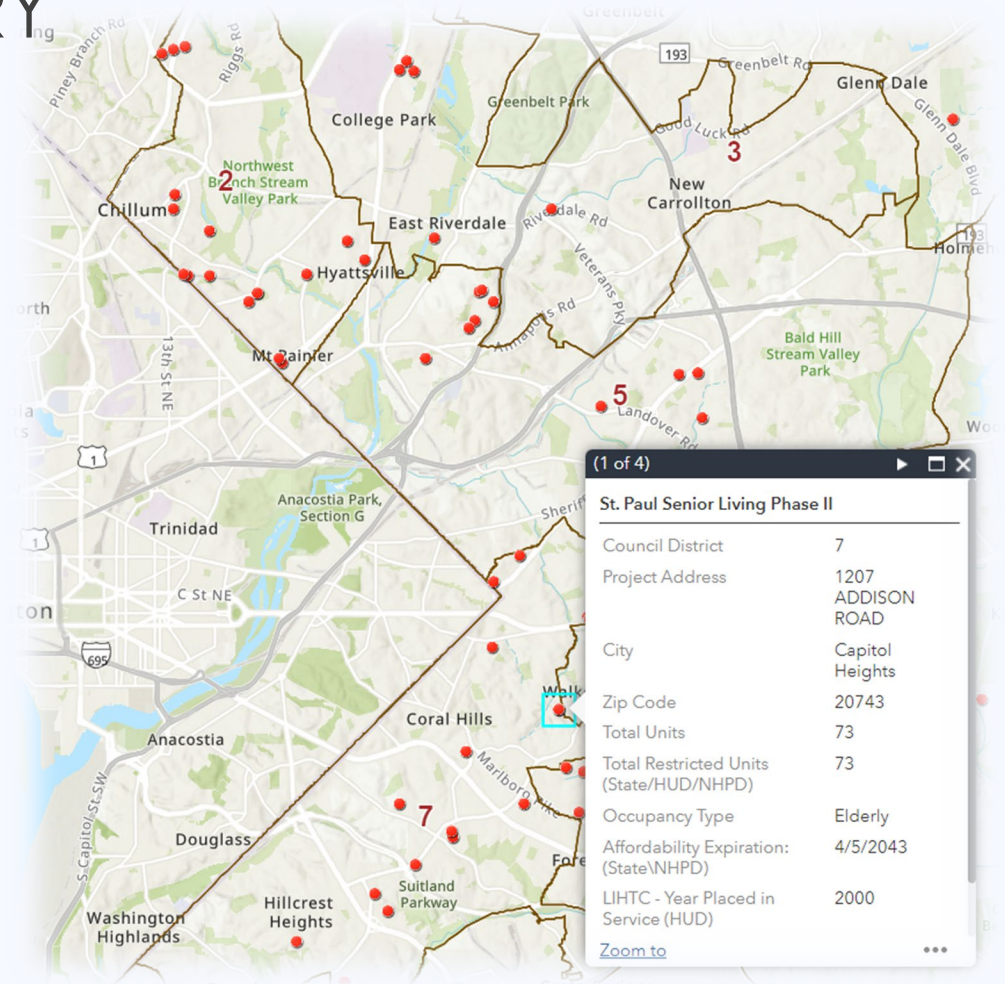 RY
Greenbelt
ng
Piney Branch Rd
Riggs Rd
193
Greenbelt Rd
Glenn Dale
Greenbelt Park
College Park
Good Luck Rd
Glenn Dale Blvd
3
Northwest
Branch Stream
Valley Park
2
New
Carrollton
Chillum
East Riverdale
Riverdale Rd
193
Hyattsville
Veterans Pky
orth
Annapolis Rd
13th St NE
Mt Rainier
Bald Hill
Stream Valley
Park
5
Landover Rd
1
Anacostia Park,
Section G
Trinidad
1
C St NE
ton
695
Coral Hills
Anacostia
Marlboro Pike
7
S Capitol St SW
Douglass
Suitland
Parkway
Hillcrest
Heights
Washington
Highlands
(1 of 4)
St. Paul Senior Living Phase II
Council District 7
Project Address 1207
ADDISON
ROAD
City Capitol
Heights
Zip Code 20743
Total Units 73
Total Restricted Units 73
(State/HUD/NHPD)
Occupancy Type Elderly
Affordability Expiration: 4/5/2043
(State\NHPD)
LIHTC - Year Placed in 2000
Service (HUD)
Zoom to